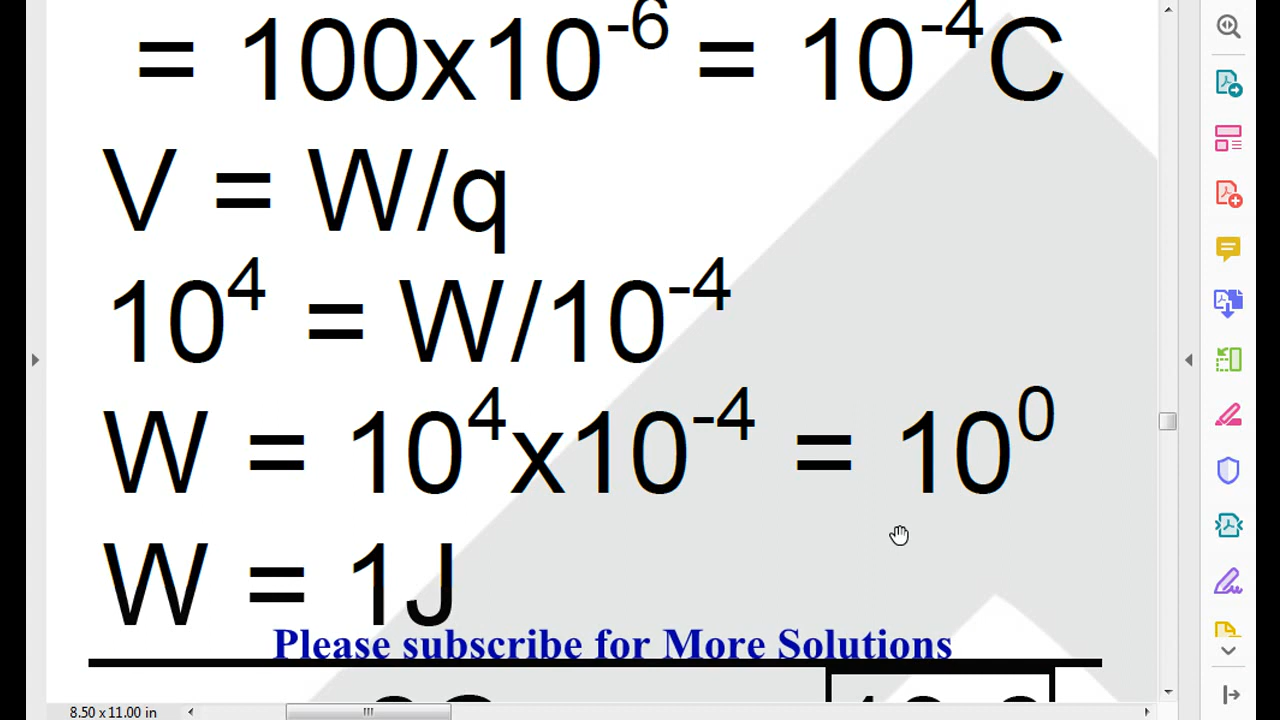 = 100x10⁻⁶ = 10⁻⁴C
V = W/q
10⁴ = W/10⁻⁴
W = 10⁴x10⁻⁴ = 10⁰
W = 1J
Please subscribe for More Solutions
8.50 x 11.00 in